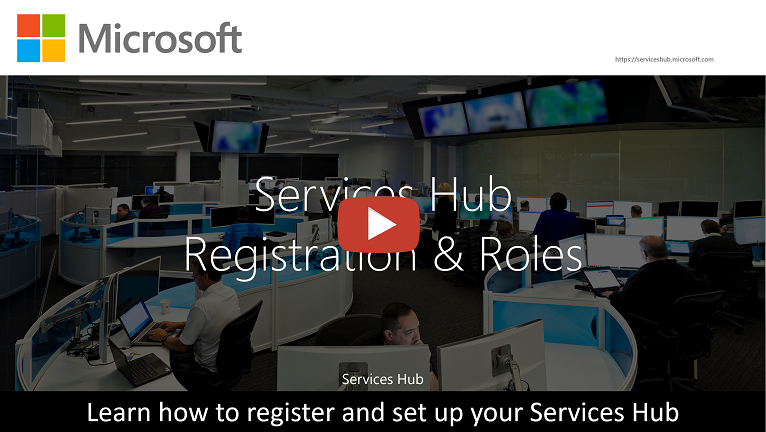 Microsoft
https://serviceshub.microsoft.com
Services Hub
Registration & Roles
Services Hub
Learn how to register and set up your Services Hub